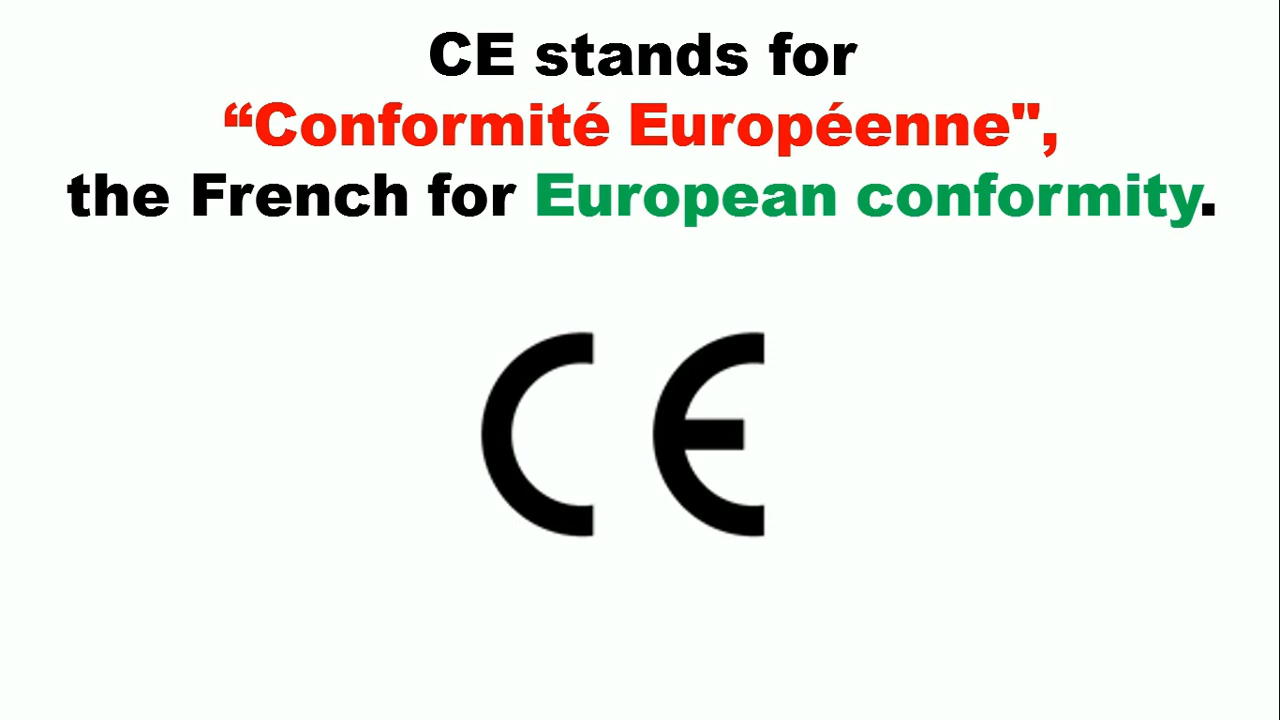 CE stands for
“Conformité Européenne",
the French for European conformity.
CE